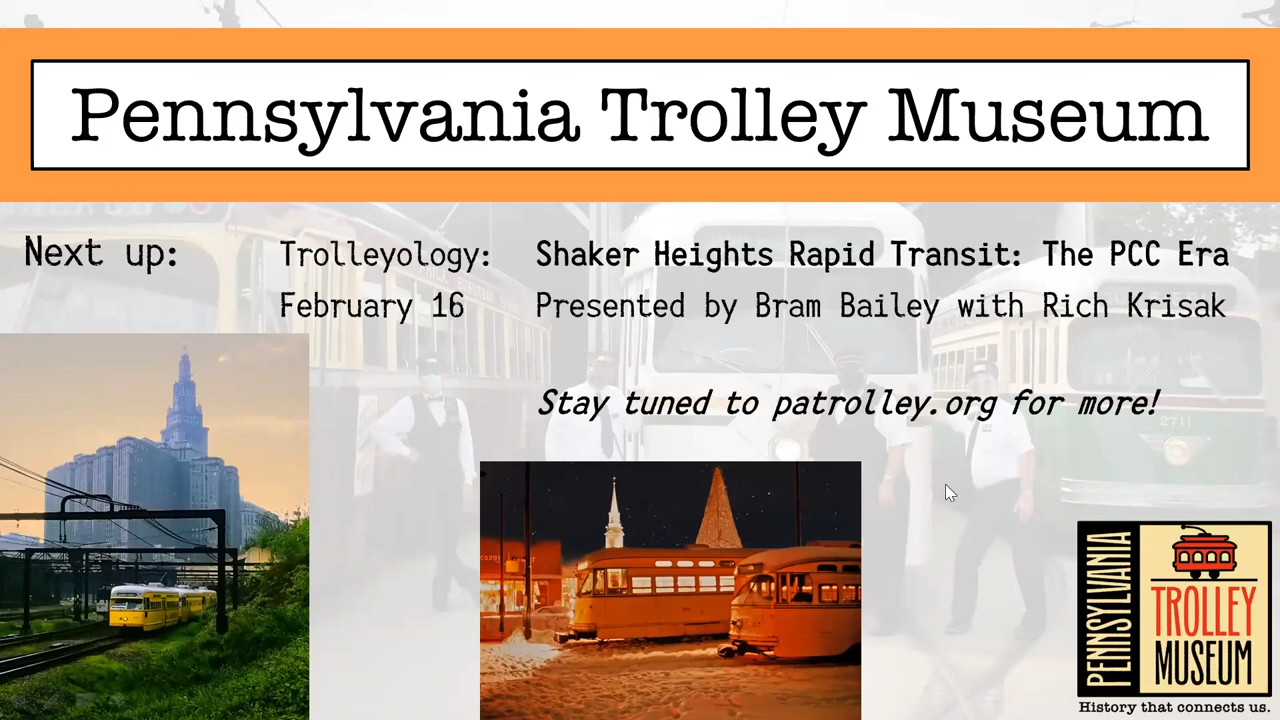 Pennsylvania Trolley Museum
Next up:
Trolleyology:
February 16
Shaker Heights Rapid Transit: The PCC Era
Presented by Bram Bailey with Rich Krisak
Stay tuned to patrolley.org for more!
2711
PENNSYLVANIA
TROLLEY
MUSEUM
History that connects us.